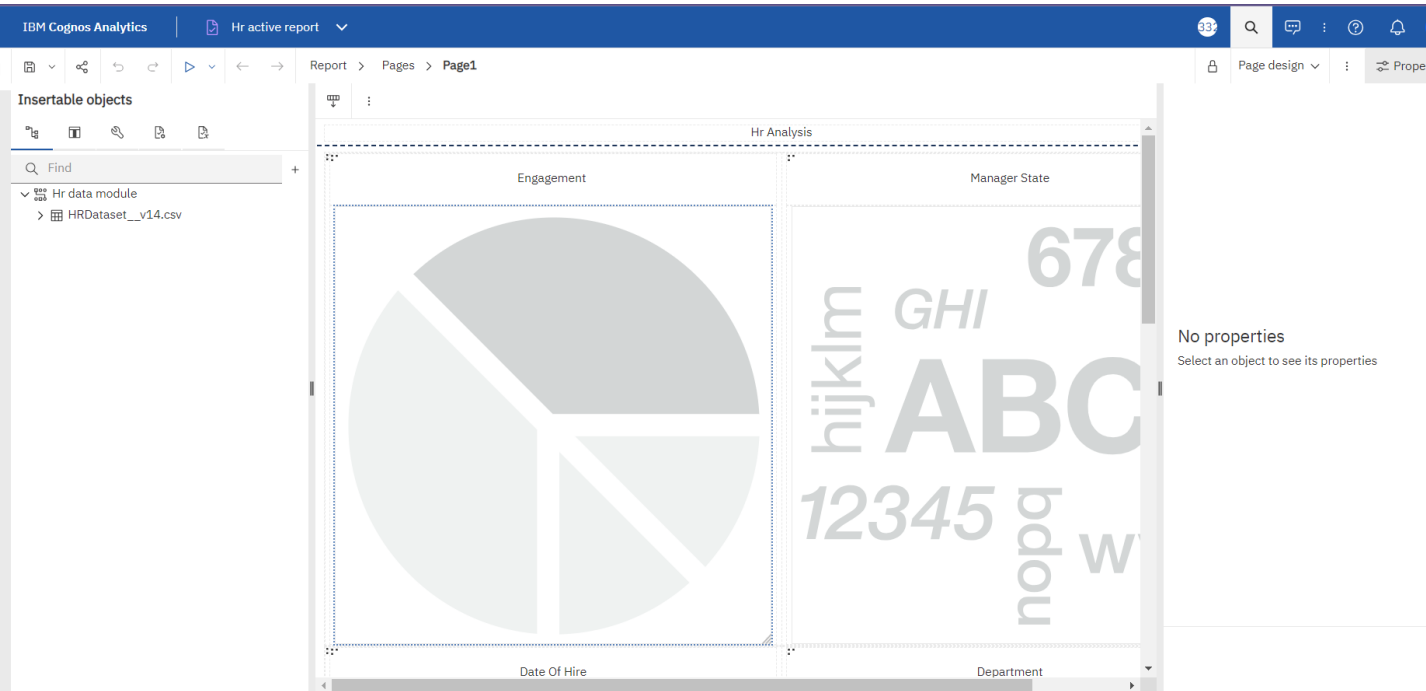 IBM Cognos Analytics
Hr active report
332
Report > Pages > Page1
Page design
Prope
Insertable objects
Find
+
Hr data module
HRDataset__v14.csv
Hr Analysis
Engagement
Manager State
678
GHI
hijklm
ABC
12345
nopq
w
Date Of Hire
Department
No properties
Select an object to see its properties